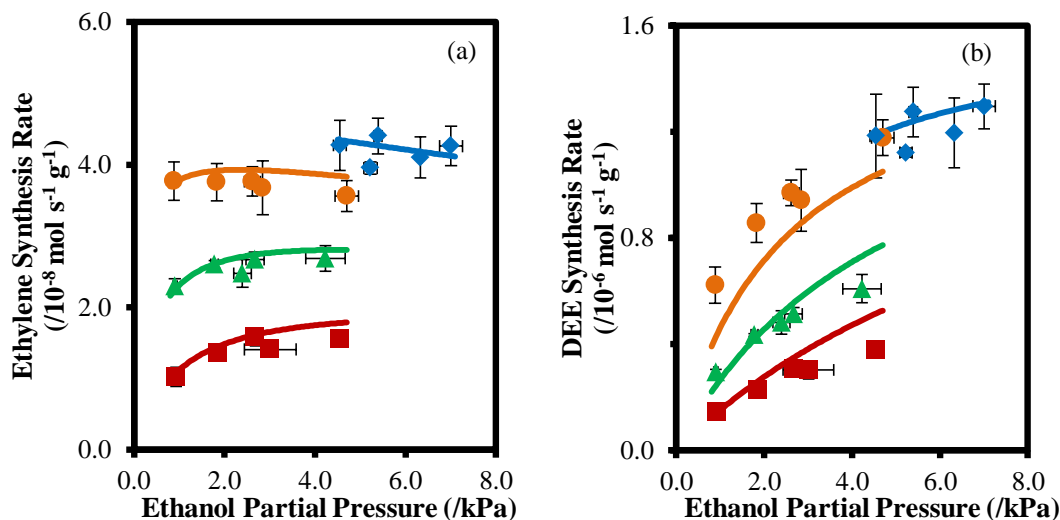 Ethylene Synthesis Rate
(/10⁻⁸ mol s⁻¹ g⁻¹)
6.0
4.0
2.0
0.0
(a)
0.0 2.0 4.0 6.0 8.0
Ethanol Partial Pressure (/kPa)
DEE Synthesis Rate
(/10⁻⁶ mol s⁻¹ g⁻¹)
1.6
0.8
0.0
(b)
0.0 2.0 4.0 6.0 8.0
Ethanol Partial Pressure (/kPa)